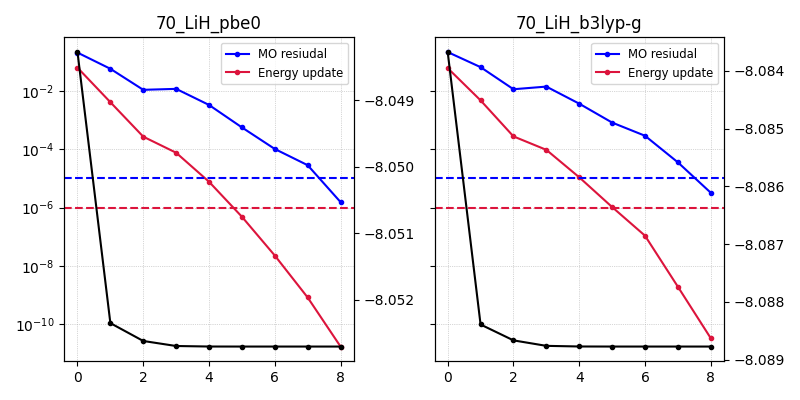 70_LiH_pbe0
70_LiH_b3lyp-g
MO resiudal
Energy update
MO resiudal
Energy update
10⁻²
10⁻⁴
10⁻⁶
10⁻⁸
10⁻¹⁰
−8.049
−8.050
−8.051
−8.052
−8.084
−8.085
−8.086
−8.087
−8.088
−8.089
0 2 4 6 8
0 2 4 6 8